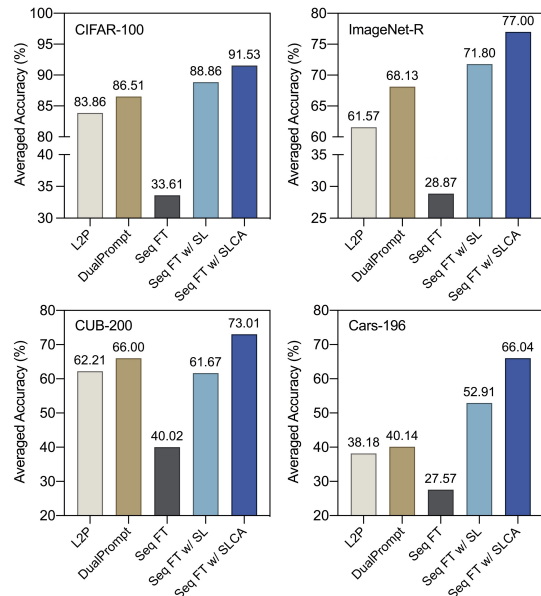 CIFAR-100
Averaged Accuracy (%)
100
95
90
85
80
40
35
30
83.86
86.51
33.61
88.86
91.53
L2P
DualPrompt
Seq FT
Seq FT w/ SL
Seq FT w/ SLCA
ImageNet-R
Averaged Accuracy (%)
80
70
60
35
30
25
61.57
68.13
28.87
71.80
77.00
L2P
DualPrompt
Seq FT
Seq FT w/ SL
Seq FT w/ SLCA
CUB-200
Averaged Accuracy (%)
80
70
60
50
40
30
20
62.21
66.00
40.02
61.67
73.01
L2P
DualPrompt
Seq FT
Seq FT w/ SL
Seq FT w/ SLCA
Cars-196
Averaged Accuracy (%)
80
70
60
50
40
30
20
38.18
40.14
27.57
52.91
66.04
L2P
DualPrompt
Seq FT
Seq FT w/ SL
Seq FT w/ SLCA